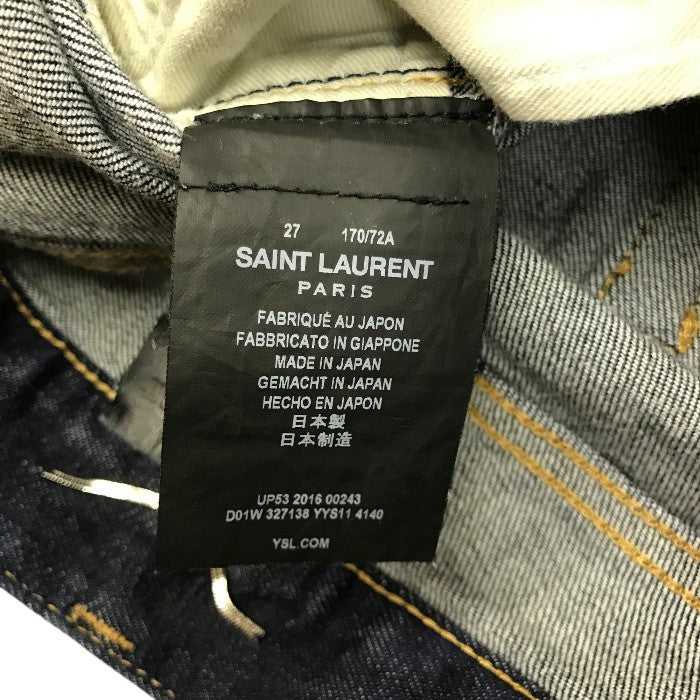 27 170/72A
SAINT LAURENT
PARIS
FABRIQUÉ AU JAPON
FABBRICATO IN GIAPPONE
MADE IN JAPAN
GEMACHT IN JAPAN
HECHO EN JAPON
日本製
日本制造
UP53 2016 00243
D01W 327138 YYS11 4140
YSL.COM